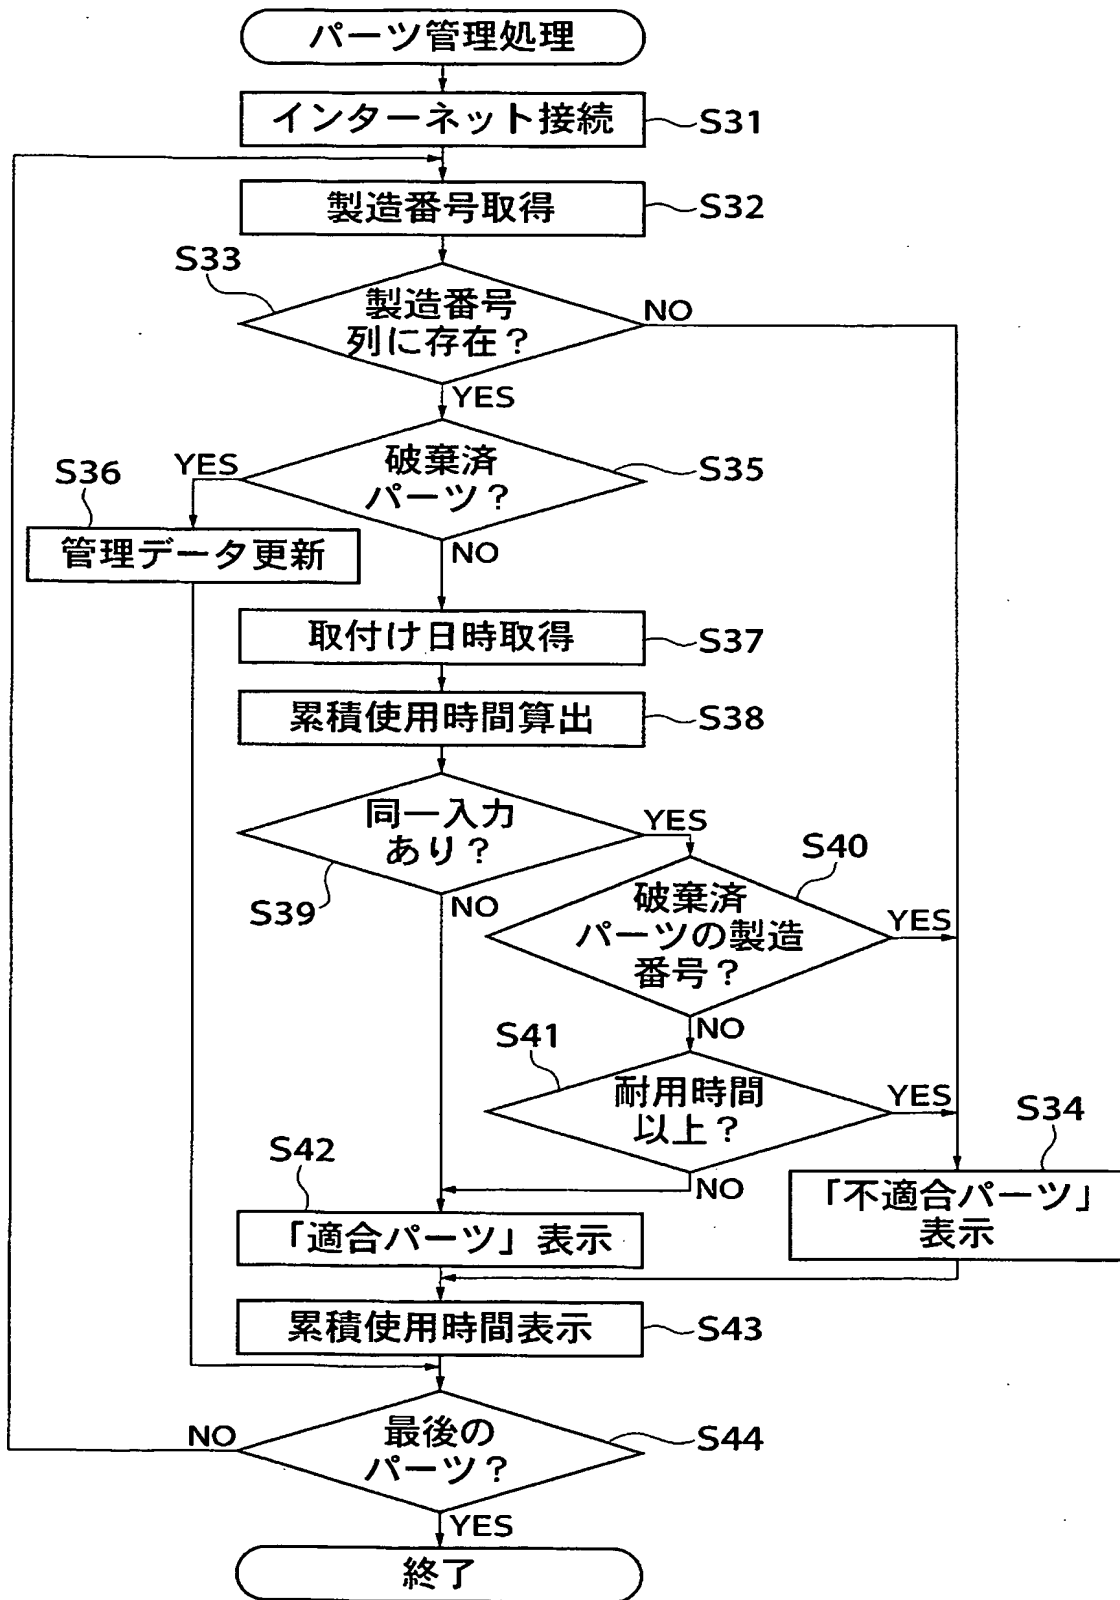 パーツ管理処理
インターネット接続
S31
製造番号取得
S32
S33
製造番号
列に存在？
NO
YES
破棄済
パーツ？
S35
YES
S36
管理データ更新
NO
取付け日時取得
S37
累積使用時間算出
S38
同一入力
あり？
YES
S39
NO
S40
破棄済
パーツの製造
番号？
YES
NO
S41
耐用時間
以上？
YES
S34
NO
S42
「適合パーツ」表示
「不適合パーツ」
表示
累積使用時間表示
S43
NO
最後の
パーツ？
S44
YES
終了